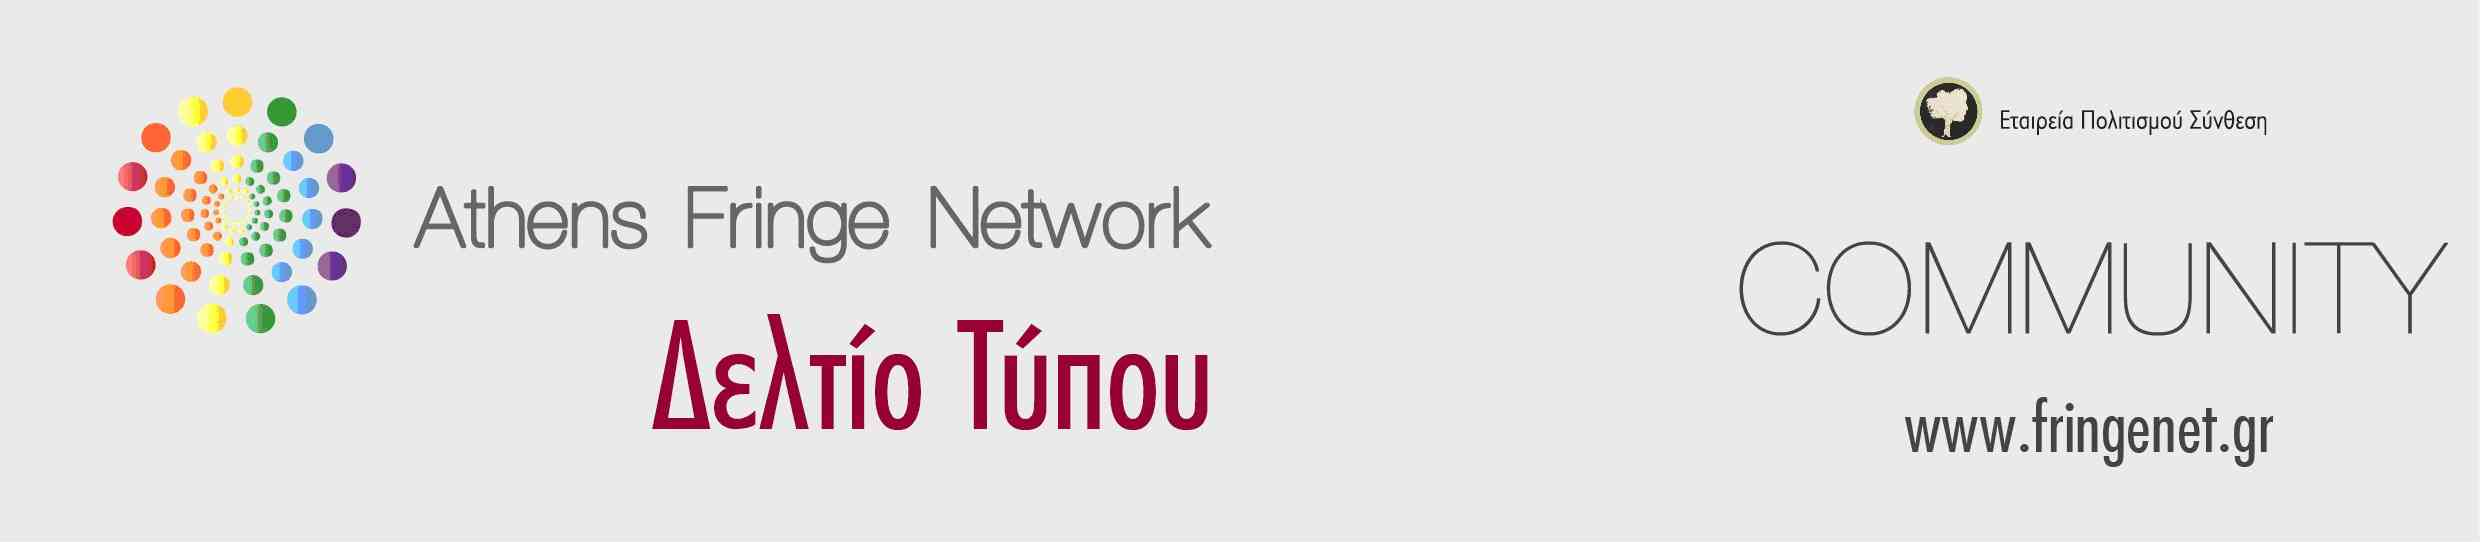 Athens Fringe Network
Δελτίο Τύπου
Εταιρεία Πολιτισμού Σύνθεση
COMMUNITY
www.fringenet.gr